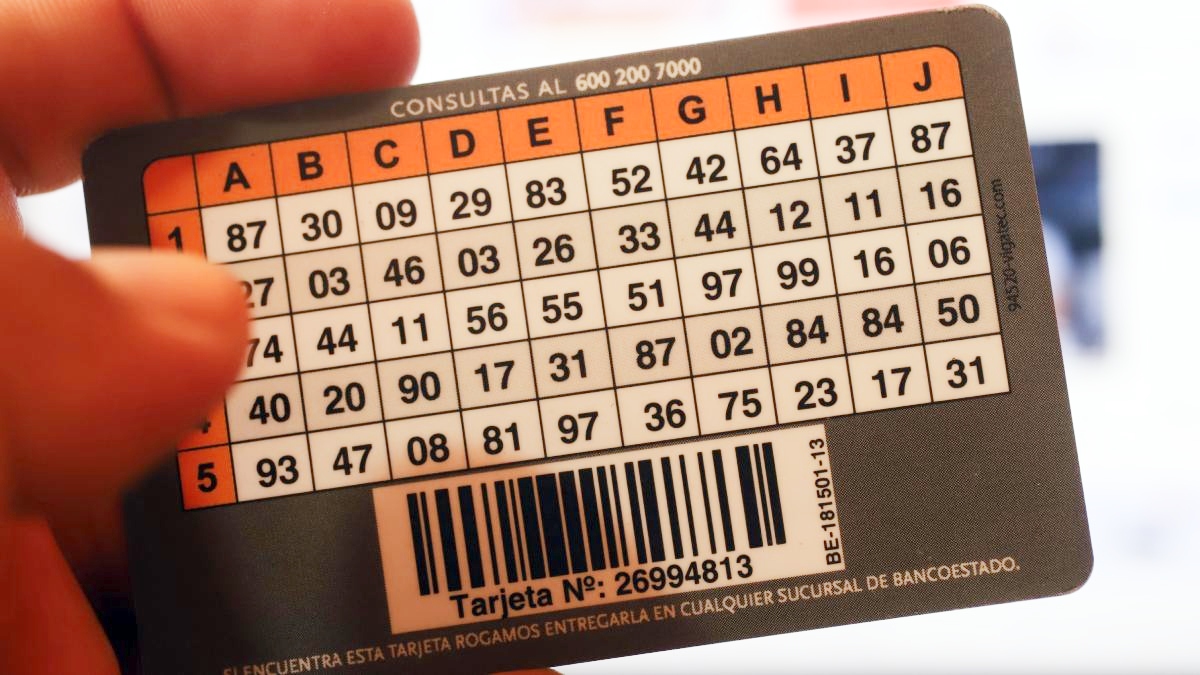 CONSULTAS AL 600 200 7000
A B C D E F G H I J
1 87 30 09 29 83 52 42 64 37 87
27 03 46 03 26 33 44 12 11 16
74 44 11 56 55 51 97 99 16 06
40 20 90 17 31 87 02 84 84 50
5 93 47 08 81 97 36 75 23 17 31
94520-vigatec.com
BE-181501-13
Tarjeta Nº: 26994813
SI ENCUENTRA ESTA TARJETA ROGAMOS ENTREGARLA EN CUALQUIER SUCURSAL DE BANCOESTADO.